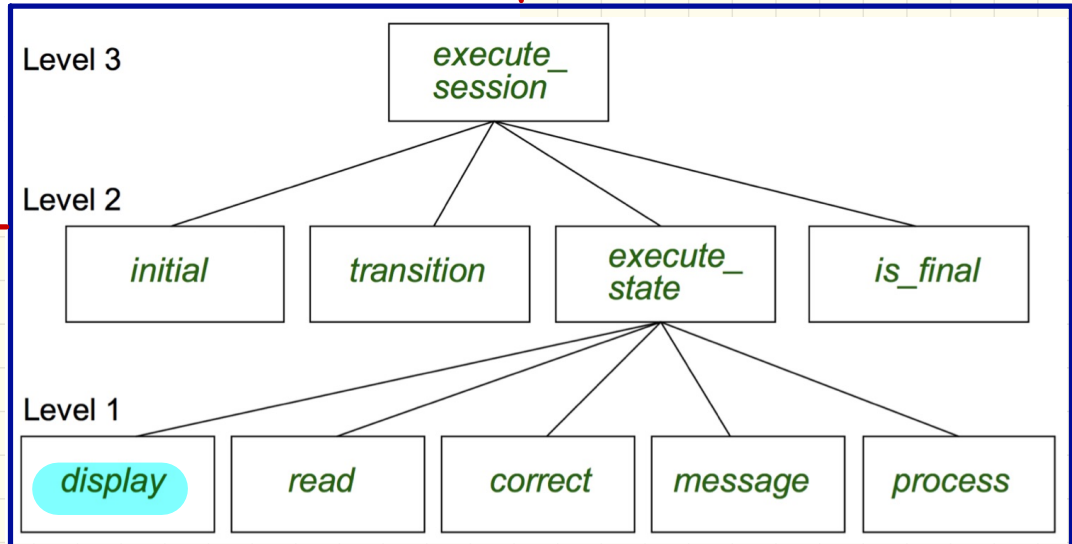 Level 3
execute_
session
Level 2
initial
transition
execute_
state
is_final
Level 1
display
read
correct
message
process